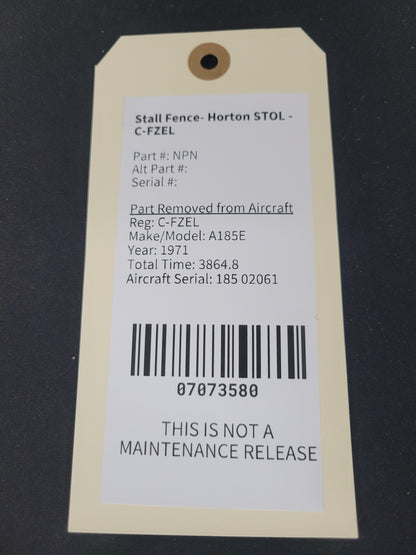 Stall Fence- Horton STOL -
C-FZEL
Part #: NPN
Alt Part #:
Serial #:
Part Removed from Aircraft
Reg: C-FZEL
Make/Model: A185E
Year: 1971
Total Time: 3864.8
Aircraft Serial: 185 02061
07073580
THIS IS NOT A
MAINTENANCE RELEASE